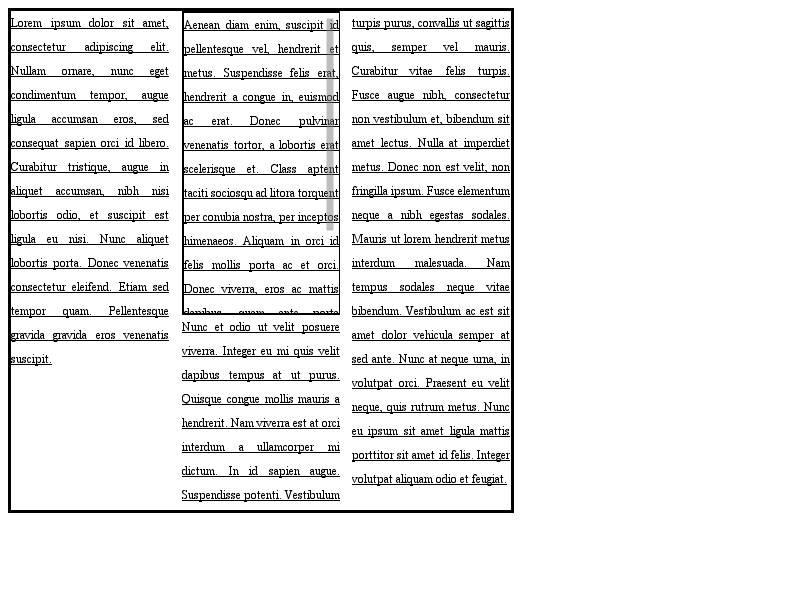 Lorem ipsum dolor sit amet,
consectetur adipiscing elit.
Nullam ornare, nunc eget
condimentum tempor, augue
ligula accumsan eros, sed
consequat sapien orci id libero.
Curabitur tristique, augue in
aliquet accumsan, nibh nisi
lobortis odio, et suscipit est
ligula eu nisi. Nunc aliquet
lobortis porta. Donec venenatis
consectetur eleifend. Etiam sed
tempor quam. Pellentesque
gravida gravida eros venenatis
suscipit.
Aenean diam enim, suscipit id
pellentesque vel, hendrerit et
metus. Suspendisse felis erat,
hendrerit a congue in, euismod
ac erat. Donec pulvinar
venenatis tortor, a lobortis erat
scelerisque et. Class aptent
taciti sociosqu ad litora torquent
per conubia nostra, per inceptos
himenaeos. Aliquam in orci id
felis mollis porta ac et orci.
Donec viverra, eros ac mattis
dapibus, quam ante porta
Nunc et odio ut velit posuere
viverra. Integer eu mi quis velit
dapibus tempus at ut purus.
Quisque congue mollis mauris a
hendrerit. Nam viverra est at orci
interdum a ullamcorper mi
dictum. In id sapien augue.
Suspendisse potenti. Vestibulum
turpis purus, convallis ut sagittis
quis, semper vel mauris.
Curabitur vitae felis turpis.
Fusce augue nibh, consectetur
non vestibulum et, bibendum sit
amet lectus. Nulla at imperdiet
metus. Donec non est velit, non
fringilla ipsum. Fusce elementum
neque a nibh egestas sodales.
Mauris ut lorem hendrerit metus
interdum malesuada. Nam
tempus sodales neque vitae
bibendum. Vestibulum ac est sit
amet dolor vehicula semper at
sed ante. Nunc at neque urna, in
volutpat orci. Praesent eu velit
neque, quis rutrum metus. Nunc
eu ipsum sit amet ligula mattis
porttitor sit amet id felis. Integer
volutpat aliquam odio et feugiat.